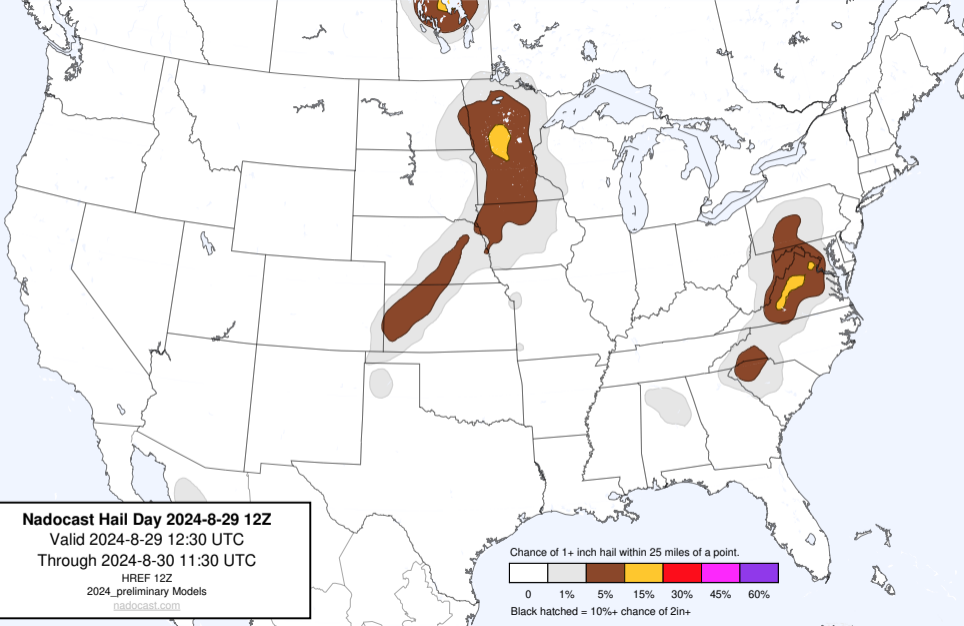 Nadocast Hail Day 2024-8-29 12Z
Valid 2024-8-29 12:30 UTC
Through 2024-8-30 11:30 UTC
HREF 12Z
2024_preliminary Models
nadocast.com
Chance of 1+ inch hail within 25 miles of a point.
0 1% 5% 15% 30% 45% 60%
Black hatched = 10%+ chance of 2in+